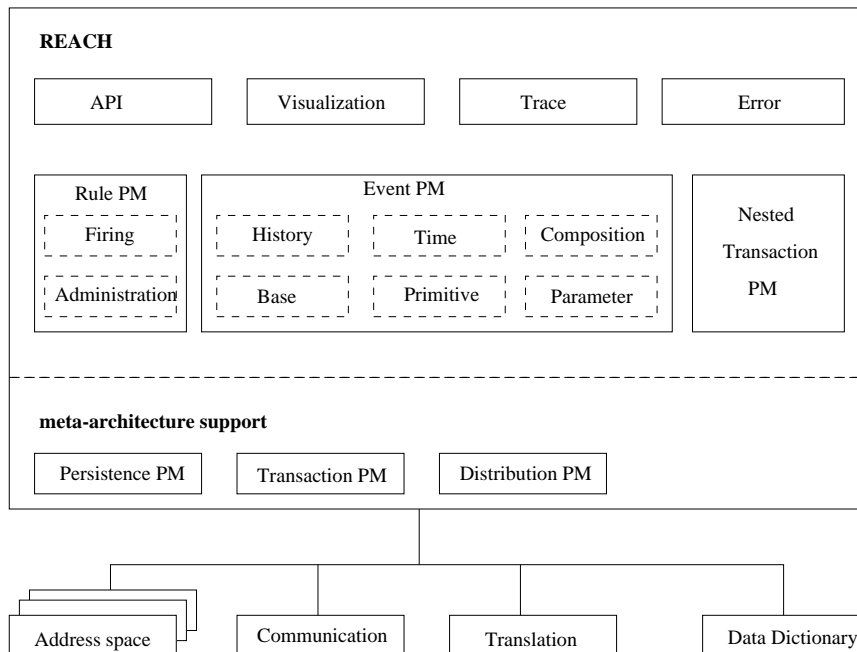 REACH
API
Visualization
Trace
Error
Rule PM
Firing
Administration
Event PM
History
Time
Composition
Base
Primitive
Parameter
Nested
Transaction
PM
meta-architecture support
Persistence PM
Transaction PM
Distribution PM
Address space
Communication
Translation
Data Dictionary